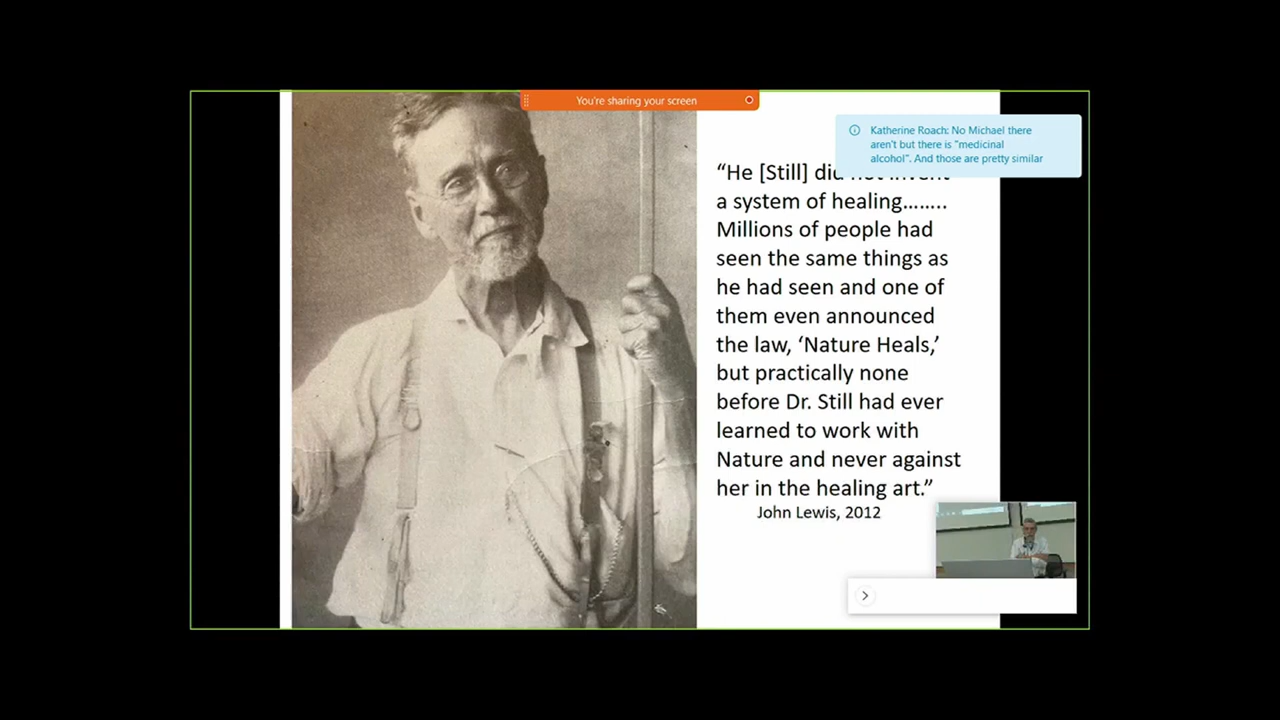 You're sharing your screen
Katherine Roach: No Michael there
aren't but there is "medicinal
alcohol". And those are pretty similar
“He [Still] did not invent
a system of healing……..
Millions of people had
seen the same things as
he had seen and one of
them even announced
the law, ‘Nature Heals,’
but practically none
before Dr. Still had ever
learned to work with
Nature and never against
her in the healing art.”
John Lewis, 2012